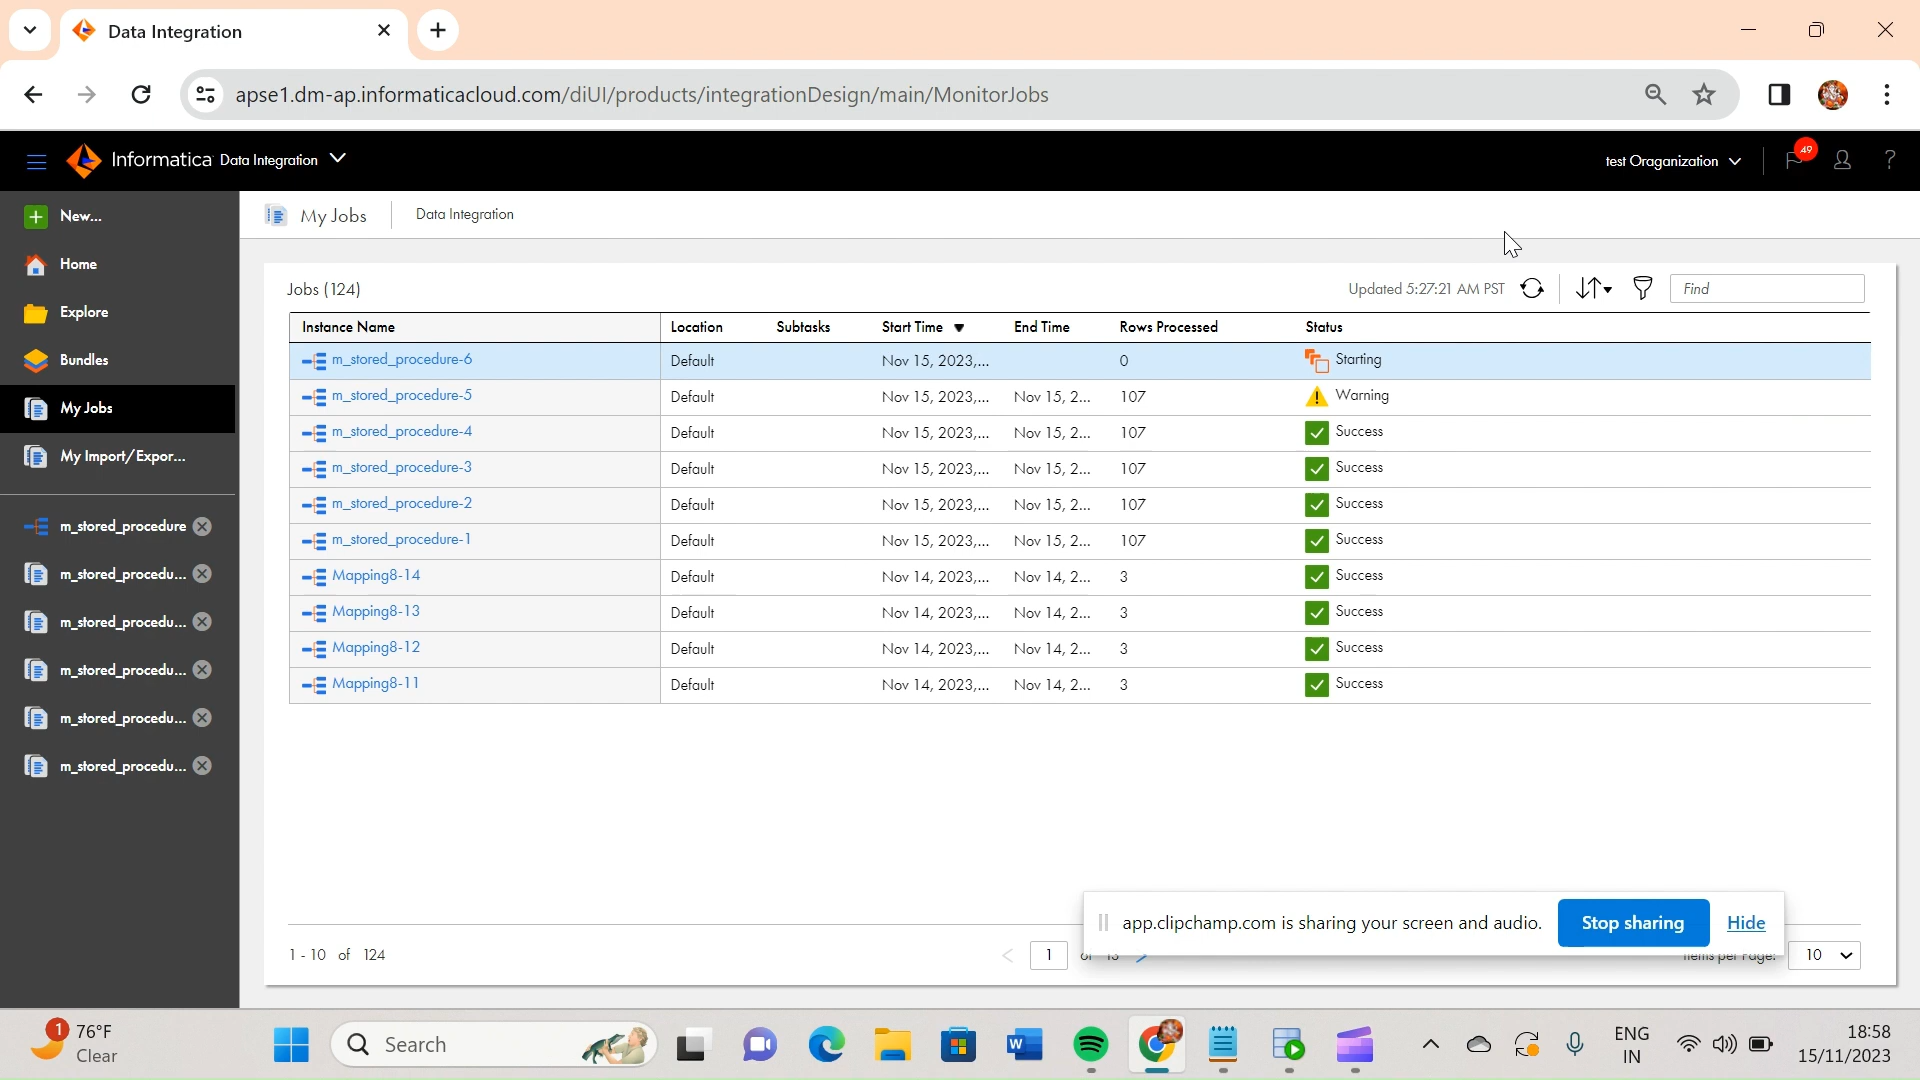 Data Integration
apse1.dm-ap.informaticacloud.com/diUI/products/integrationDesign/main/MonitorJobs
Informatica Data Integration
test Oraganization
49
?
New...
Home
Explore
Bundles
My Jobs
My Import/Expor...
m_stored_procedure
m_stored_procedu...
m_stored_procedu...
m_stored_procedu...
m_stored_procedu...
m_stored_procedu...
My Jobs Data Integration
Jobs (124)
Updated 5:27:21 AM PST
Find
Instance Name Location Subtasks Start Time End Time Rows Processed Status
m_stored_procedure-6 Default Nov 15, 2023,... 0 Starting
m_stored_procedure-5 Default Nov 15, 2023,... Nov 15, 2... 107 Warning
m_stored_procedure-4 Default Nov 15, 2023,... Nov 15, 2... 107 Success
m_stored_procedure-3 Default Nov 15, 2023,... Nov 15, 2... 107 Success
m_stored_procedure-2 Default Nov 15, 2023,... Nov 15, 2... 107 Success
m_stored_procedure-1 Default Nov 15, 2023,... Nov 15, 2... 107 Success
Mapping8-14 Default Nov 14, 2023,... Nov 14, 2... 3 Success
Mapping8-13 Default Nov 14, 2023,... Nov 14, 2... 3 Success
Mapping8-12 Default Nov 14, 2023,... Nov 14, 2... 3 Success
Mapping8-11 Default Nov 14, 2023,... Nov 14, 2... 3 Success
app.clipchamp.com is sharing your screen and audio. Stop sharing Hide
1 - 10 of 124
1 of 13
Items per Page: 10
1
76°F
Clear
Search
W
ENG
IN
18:58
15/11/2023